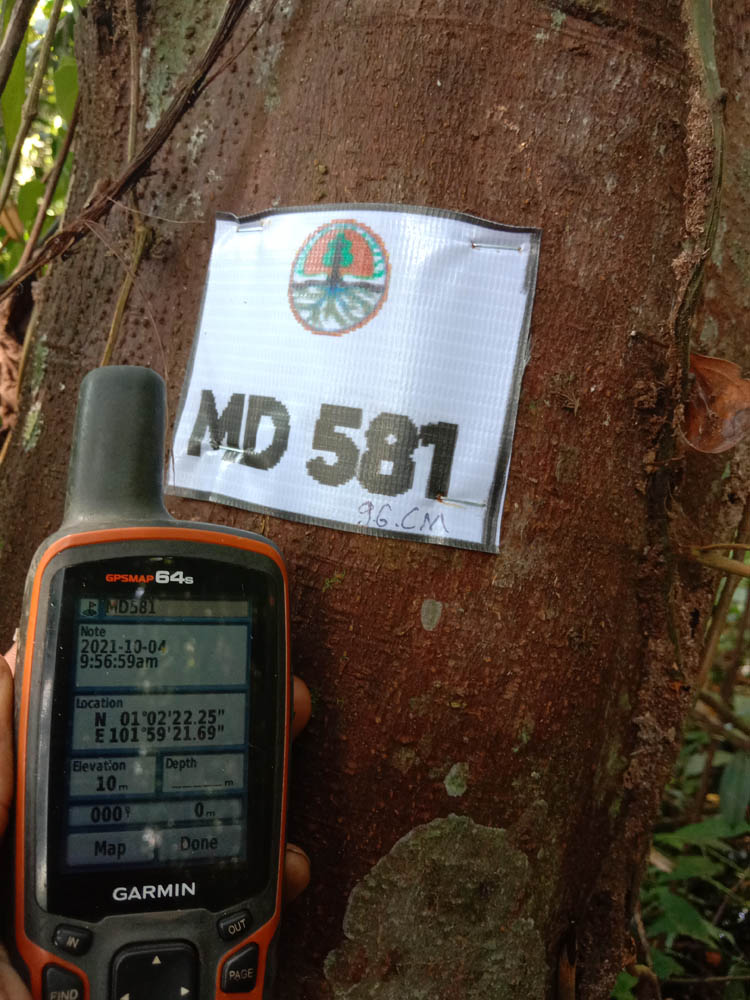 MD 581
96.CM
GPSMAP 64s
MD581
Note
2021-10-04
9:56:59am
Location
N 01°02'22.25"
E 101°59'21.69"
Elevation Depth
10m _____m
000° 0m
Map Done
GARMIN
IN OUT
FIND PAGE